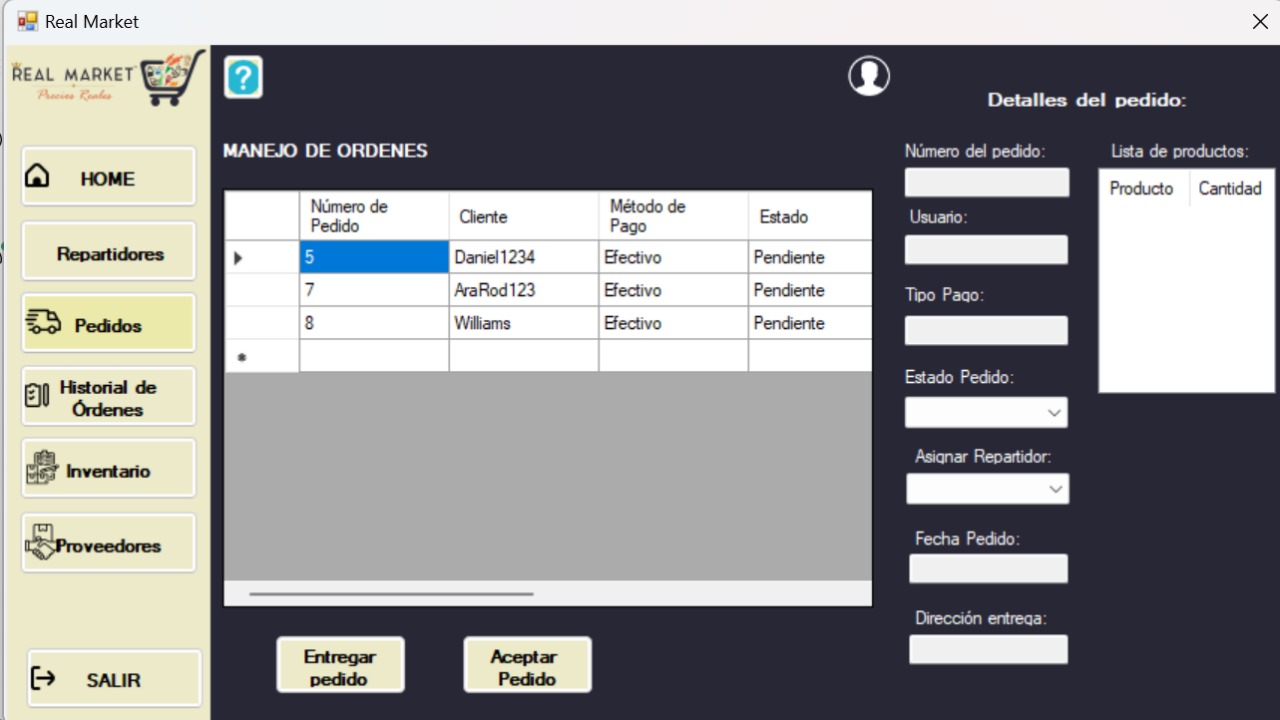 Real Market
REAL MARKET
Precios Reales
HOME
Repartidores
Pedidos
Historial de
Órdenes
Inventario
Proveedores
SALIR
?
MANEJO DE ORDENES
Número de
Pedido
Cliente
Método de
Pago
Estado
5 Daniel1234 Efectivo Pendiente
7 AraRod123 Efectivo Pendiente
8 Williams Efectivo Pendiente
*
Entregar
pedido
Aceptar
Pedido
Detalles del pedido:
Número del pedido:
Usuario:
Tipo Pago:
Estado Pedido:
Asignar Repartidor:
Fecha Pedido:
Dirección entrega:
Lista de productos:
Producto Cantidad